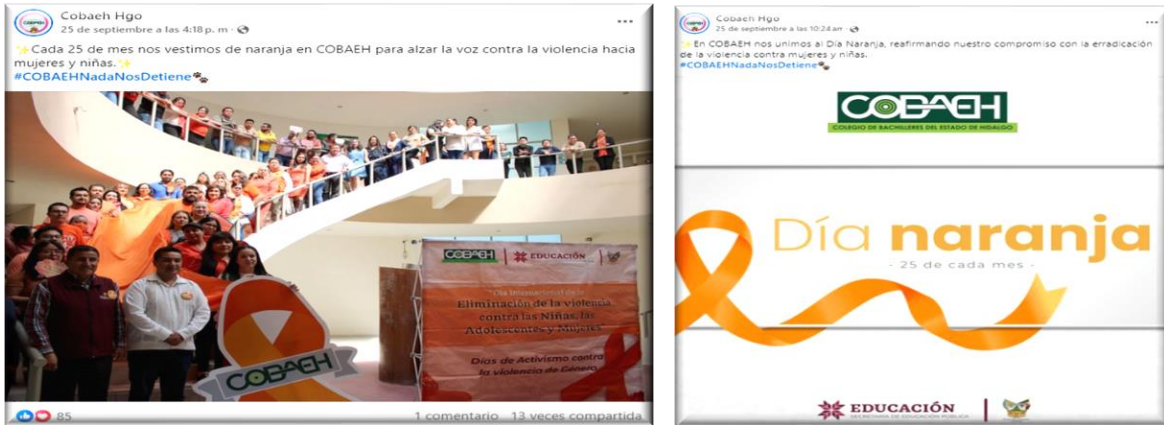 Cobaeh Hgo
25 de septiembre a las 4:18 p. m ·
Cada 25 de mes nos vestimos de naranja en COBAEH para alzar la voz contra la violencia hacia
mujeres y niñas.
#COBAEHNadaNosDetiene
COBAEH
EDUCACIÓN
"Día Internacional de la
Eliminación de la violencia
contra las Niñas, las
Adolescentes y Mujeres"
Días de Activismo contra
la violencia de Género
COBAEH
85
1 comentario 13 veces compartida
Cobaeh Hgo
25 de septiembre a las 10:24 am ·
En COBAEH nos unimos al Día Naranja, reafirmando nuestro compromiso con la erradicación
de la violencia contra mujeres y niñas.
#COBAEHNadaNosDetiene
COBAEH
COLEGIO DE BACHILLERES DEL ESTADO DE HIDALGO
Día naranja
- 25 de cada mes -
EDUCACIÓN
SECRETARÍA DE EDUCACIÓN PÚBLICA